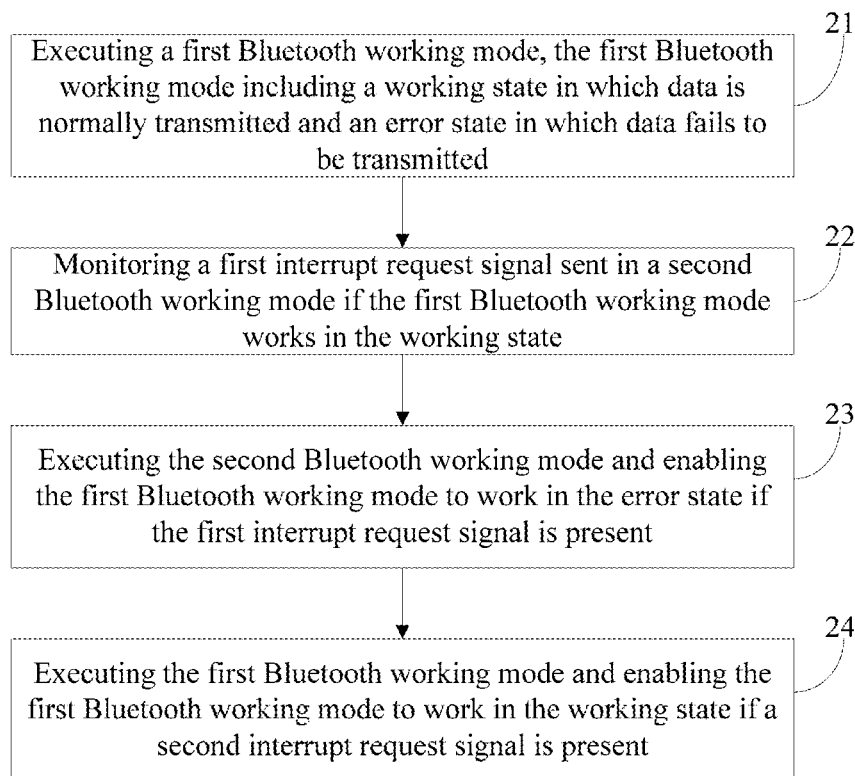 21
Executing a first Bluetooth working mode, the first Bluetooth
working mode including a working state in which data is
normally transmitted and an error state in which data fails to
be transmitted
22
Monitoring a first interrupt request signal sent in a second
Bluetooth working mode if the first Bluetooth working mode
works in the working state
23
Executing the second Bluetooth working mode and enabling
the first Bluetooth working mode to work in the error state if
the first interrupt request signal is present
24
Executing the first Bluetooth working mode and enabling the
first Bluetooth working mode to work in the working state if a
second interrupt request signal is present